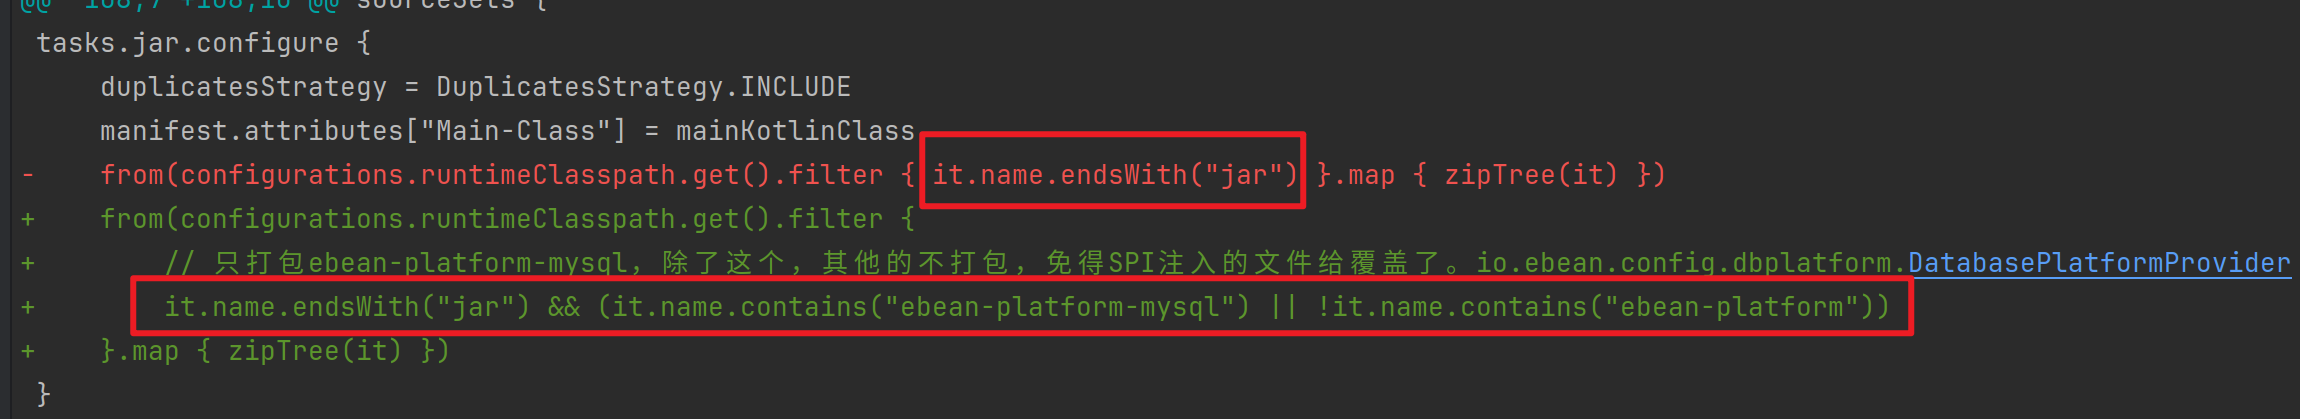 @@ -108,7 +108,10 @@ sourceSets {
tasks.jar.configure {
    duplicatesStrategy = DuplicatesStrategy.INCLUDE
    manifest.attributes["Main-Class"] = mainKotlinClass
-    from(configurations.runtimeClasspath.get().filter { it.name.endsWith("jar") }.map { zipTree(it) })
+    from(configurations.runtimeClasspath.get().filter {
+        // 只打包ebean-platform-mysql，除了这个，其他的不打包，免得SPI注入的文件给覆盖了。io.ebean.config.dbplatform.DatabasePlatformProvider
+        it.name.endsWith("jar") && (it.name.contains("ebean-platform-mysql") || !it.name.contains("ebean-platform"))
+    }.map { zipTree(it) })
}